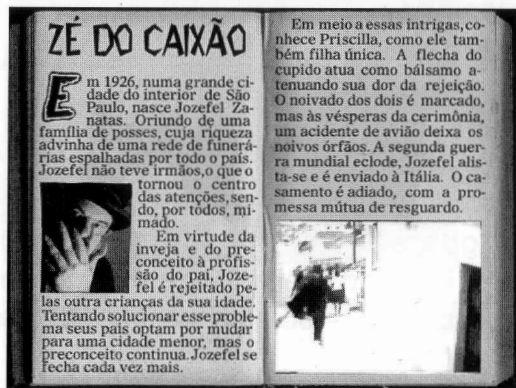 ZÉ DO CAIXÃO
Em 1926, numa grande ci-
dade do interior de São
Paulo, nasce Jozefel Za-
natas. Oriundo de uma
família de posses, cuja riqueza
advinha de uma rede de funerá-
rias espalhadas por todo o país.
Jozefel não teve irmãos,o que o
tornou o centro
das atenções,sen-
do, por todos, mi-
mado.
Em virtude da
inveja e do pre-
conceito à profis-
são do pai, Joze-
fel é rejeitado pe-
las outra crianças da sua idade.
Tentando solucionar esse proble-
ma seus pais optam por mudar
para uma cidade menor, mas o
preconceito continua. Jozefel se
fecha cada vez mais.
Em meio a essas intrigas,co-
nhece Priscilla, como ele tam-
bém filha única. A flecha do
cupido atua como bálsamo a-
tenuando sua dor da rejeição.
O noivado dos dois é marcado,
mas às vésperas da cerimônia,
um acidente de avião deixa os
noivos órfãos. A segunda guer-
ra mundial eclode, Jozefel alis-
ta-se e é enviado à Itália. O ca-
samento é adiado, com a pro-
messa mútua de resguardo.